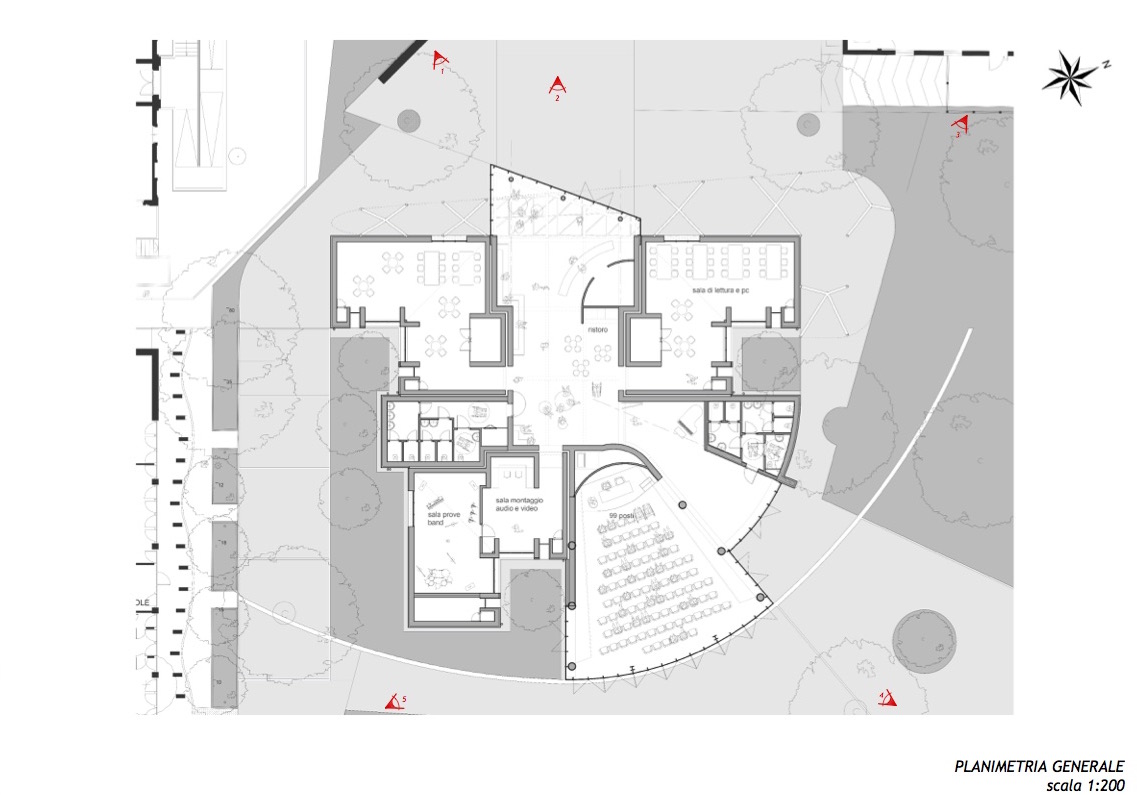 N
1
2
3
sala di lettura e pc
ristoro
sala montaggio
audio e video
sala prove
band
99 posti
OLE
5
4
PLANIMETRIA GENERALE
scala 1:200